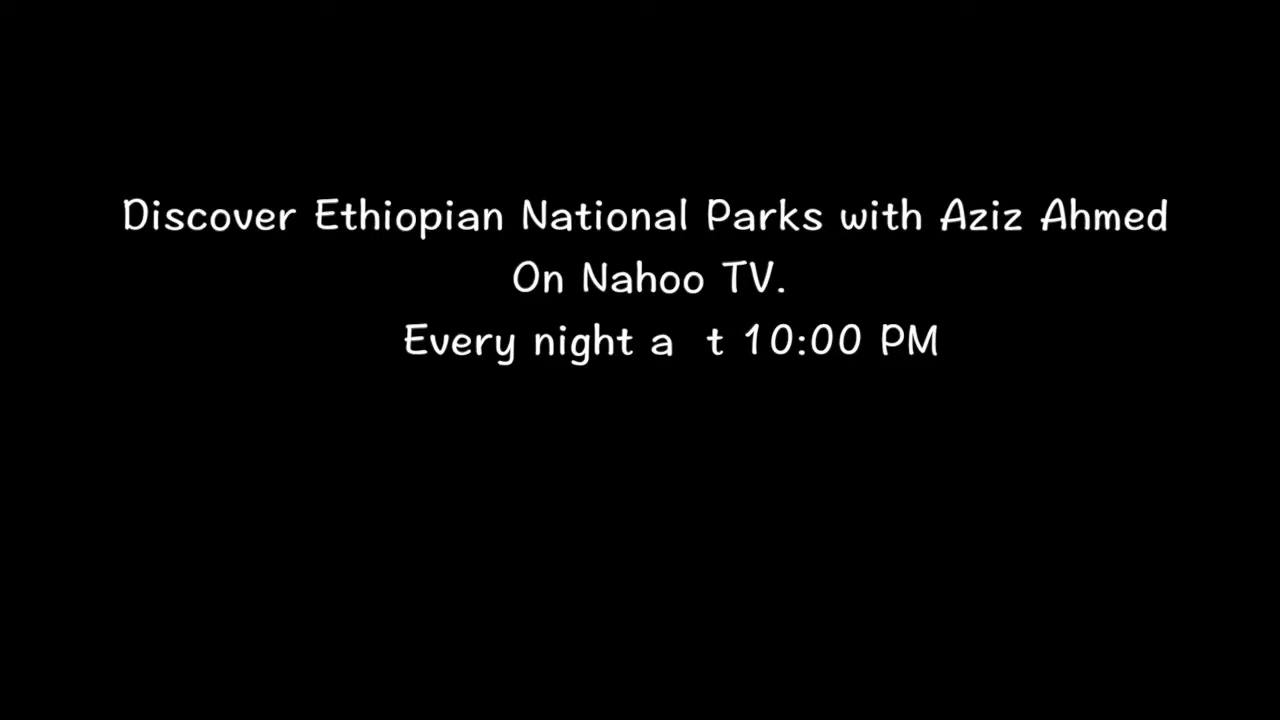 Discover Ethiopian National Parks with Aziz Ahmed
On Nahoo TV.
Every night a  t 10:00 PM